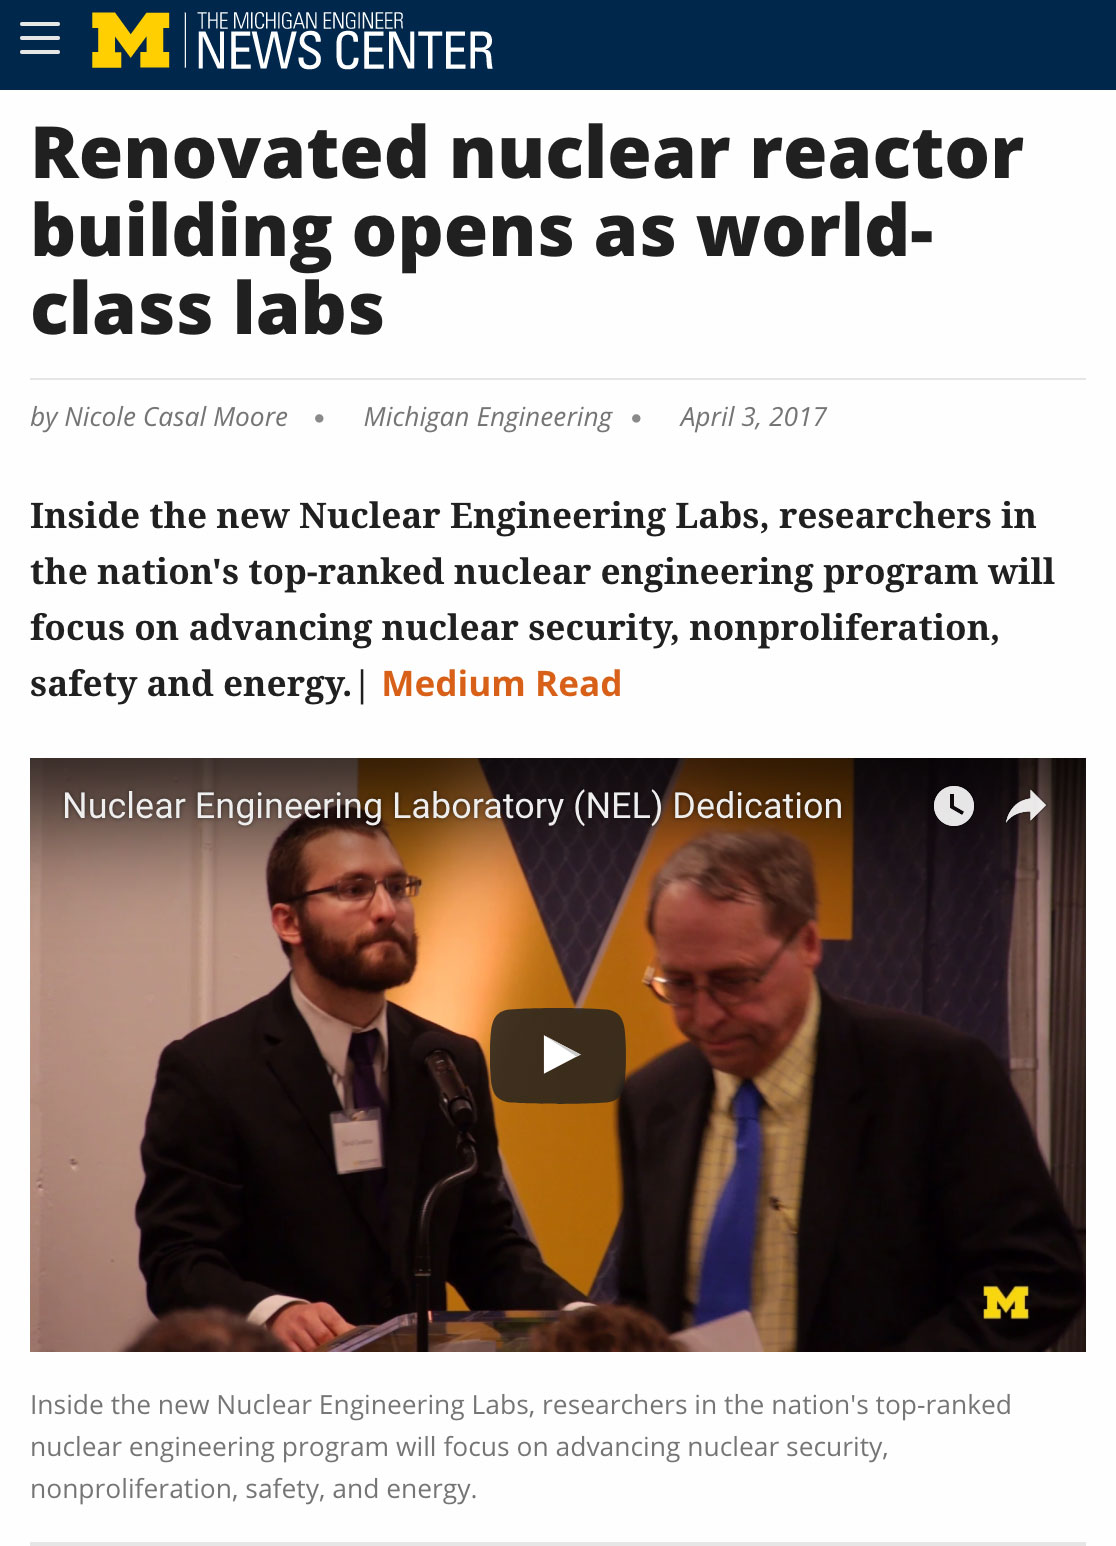 M
THE MICHIGAN ENGINEER
NEWS CENTER
Renovated nuclear reactor
building opens as world-
class labs
by Nicole Casal Moore • Michigan Engineering • April 3, 2017
Inside the new Nuclear Engineering Labs, researchers in
the nation's top-ranked nuclear engineering program will
focus on advancing nuclear security, nonproliferation,
safety and energy.| Medium Read
Nuclear Engineering Laboratory (NEL) Dedication
M
Inside the new Nuclear Engineering Labs, researchers in the nation's top-ranked
nuclear engineering program will focus on advancing nuclear security,
nonproliferation, safety, and energy.